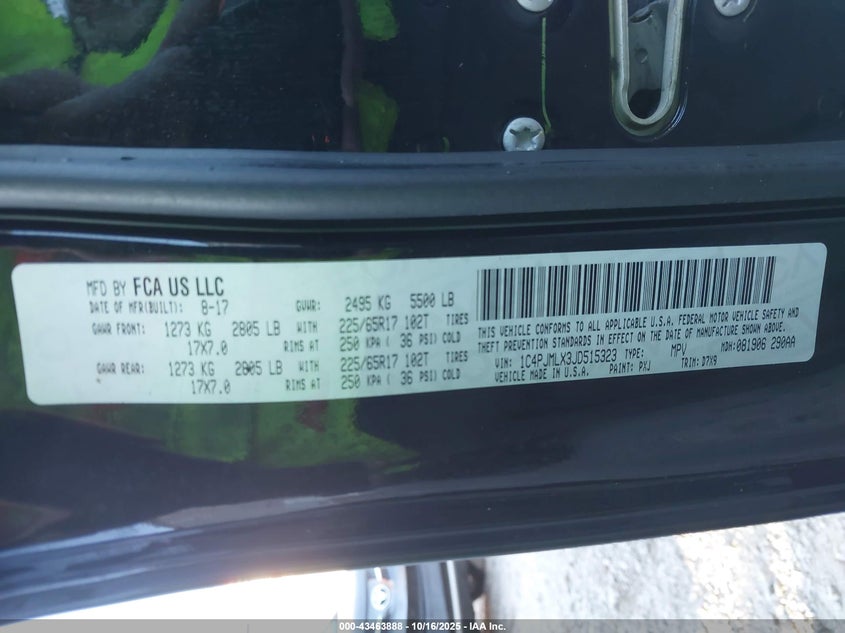 MFD BY FCA US LLC
DATE OF MFR(BUILT): 8-17 GVWR: 2495 KG 5500 LB
GAWR FRONT: 1273 KG 2805 LB WITH 225/65R17 102T TIRES
17X7.0 RIMS AT 250 KPA ( 36 PSI) COLD
GAWR REAR: 1273 KG 2805 LB WITH 225/65R17 102T TIRES
17X7.0 RIMS AT 250 KPA ( 36 PSI) COLD
THIS VEHICLE CONFORMS TO ALL APPLICABLE U.S.A. FEDERAL MOTOR VEHICLE SAFETY AND
THEFT PREVENTION STANDARDS IN EFFECT ON THE DATE OF MANUFACTURE SHOWN ABOVE.
VIN: 1C4PJMLX3JD515323 TYPE: MPV MDH: 081906 290AA
VEHICLE MADE IN U.S.A. PAINT: PXJ TRIM: D7X9
000-43463888 - 10/16/2025 - IAA Inc.